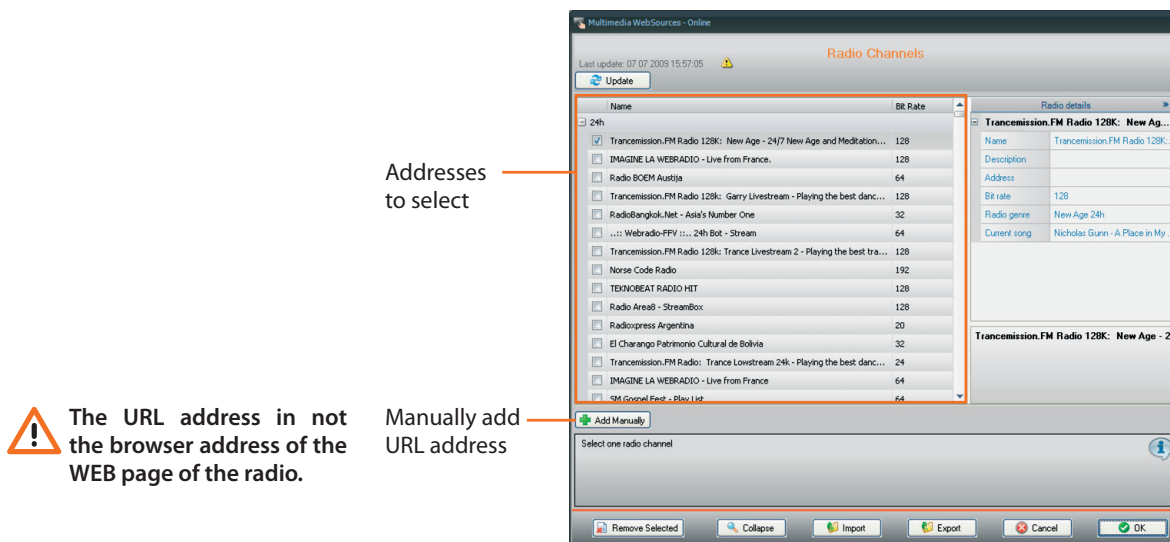 Multimedia WebSources - Online
Radio Channels
Last update: 07 07 2009 15:57:05
Update
Name Bit Rate
24h
Trancemission.FM Radio 128K: New Age - 24/7 New Age and Meditation... 128
IMAGINE LA WEBRADIO - Live from France. 128
Radio BOEM Austija 64
Trancemission.FM Radio 128k: Garry Livestream - Playing the best danc... 128
RadioBangkok.Net - Asia's Number One 32
..:: Webradio-FFV ::.. 24h Bot - Stream 64
Trancemission.FM Radio 128k: Trance Livestream 2 - Playing the best tra... 128
Norse Code Radio 192
TEKNOBEAT RADIO HIT 128
Radio Area8 - StreamBox 128
Radioxpress Argentina 20
El Charango Patrimonio Cultural de Bolivia 32
Trancemission.FM Radio: Trance Lowstream 24k - Playing the best danc... 24
IMAGINE LA WEBRADIO - Live from France 64
SM Gospel Fest - Play List 64
Radio details »
Trancemission.FM Radio 128K: New Ag...
Name Trancemission.FM Radio 128K:..
Description
Address
Bit rate 128
Radio genre New Age 24h
Current song Nicholas Gunn - A Place in My ..
Trancemission.FM Radio 128K: New Age - 2
Addresses
to select
Manually add
URL address
Add Manually
Select one radio channel
The URL address in not
the browser address of the
WEB page of the radio.
Remove Selected Collapse Import Export Cancel OK